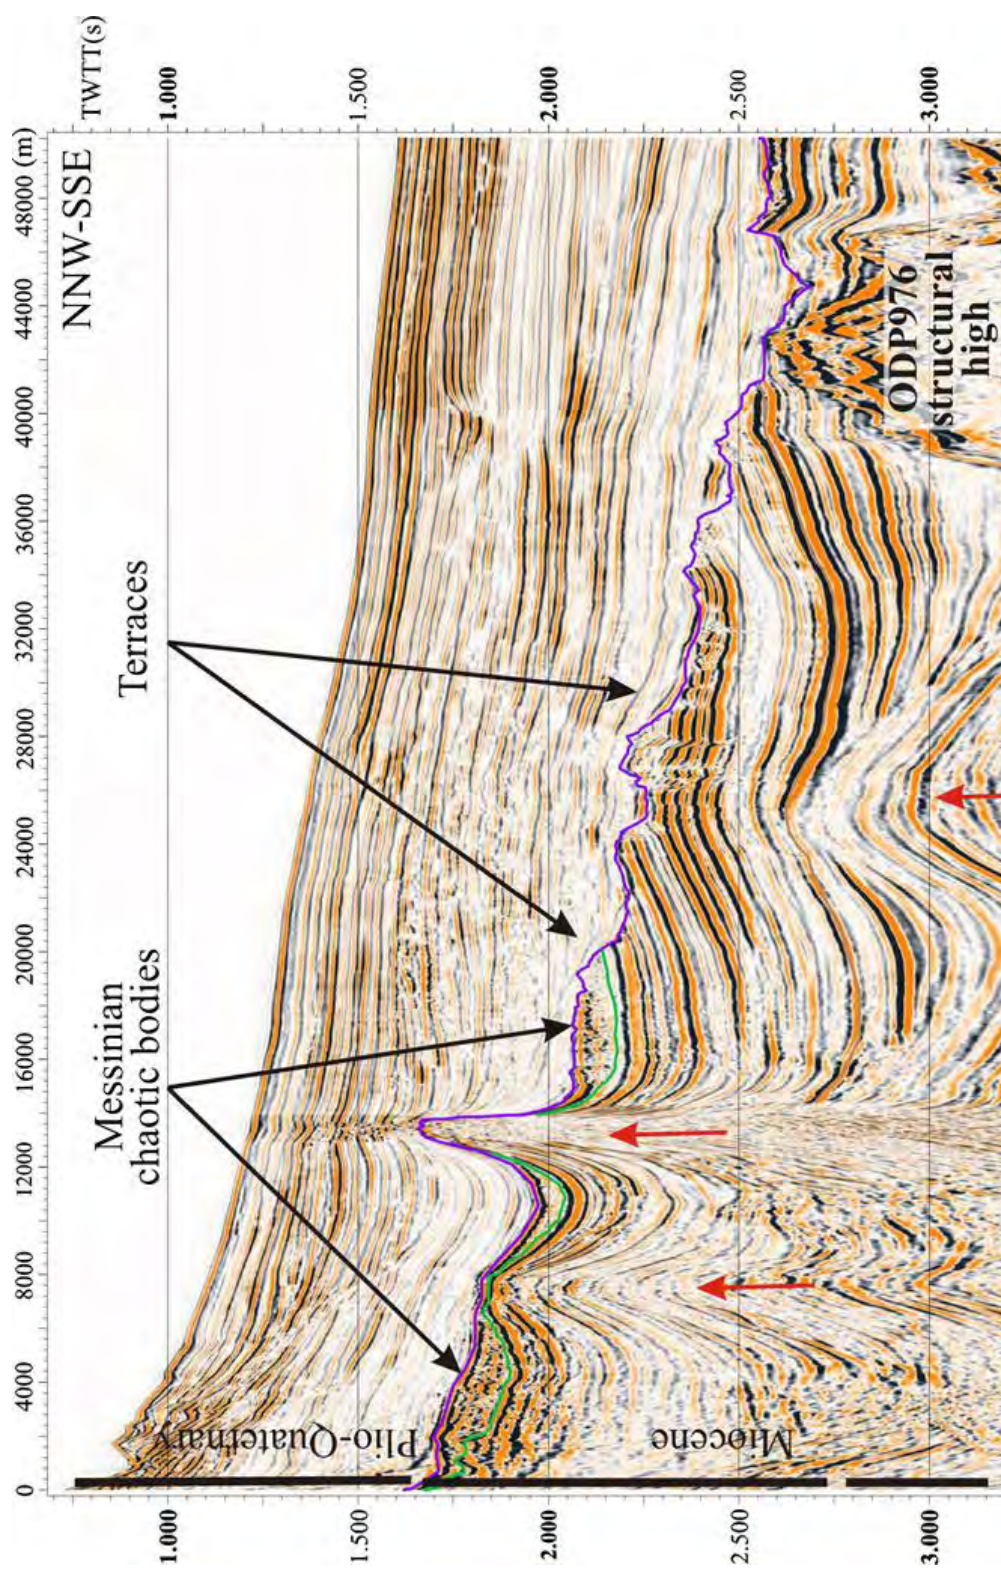 0 4000 8000 12000 16000 20000 24000 28000 32000 36000 40000 44000 48000 (m)
TWTT(s)
NNW-SSE
1.000
1.500
2.000
2.500
3.000
Messinian
chaotic bodies
Terraces
Plio-Quaternary
Miocene
ODP976
structural
high
1.000
1.500
2.000
2.500
3.000